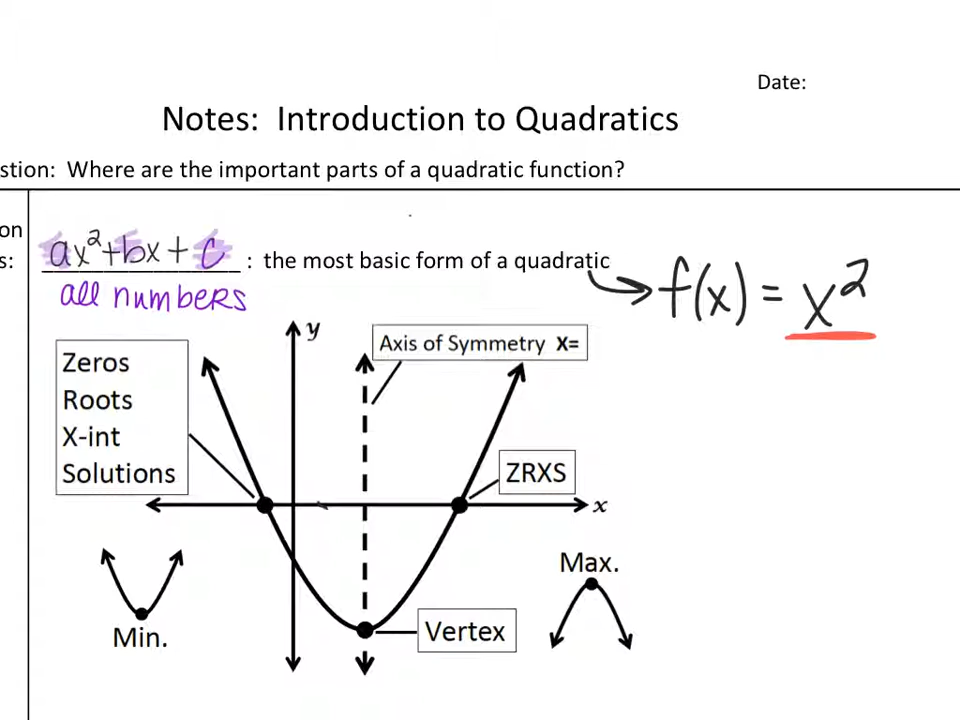 Date:
Notes: Introduction to Quadratics
stion: Where are the important parts of a quadratic function?
on
s:
ax²+bx+c : the most basic form of a quadratic
f(x) = x²
all numbers
y
Axis of Symmetry X=
Zeros
Roots
X-int
Solutions
ZRXS
x
Max.
Min.
Vertex